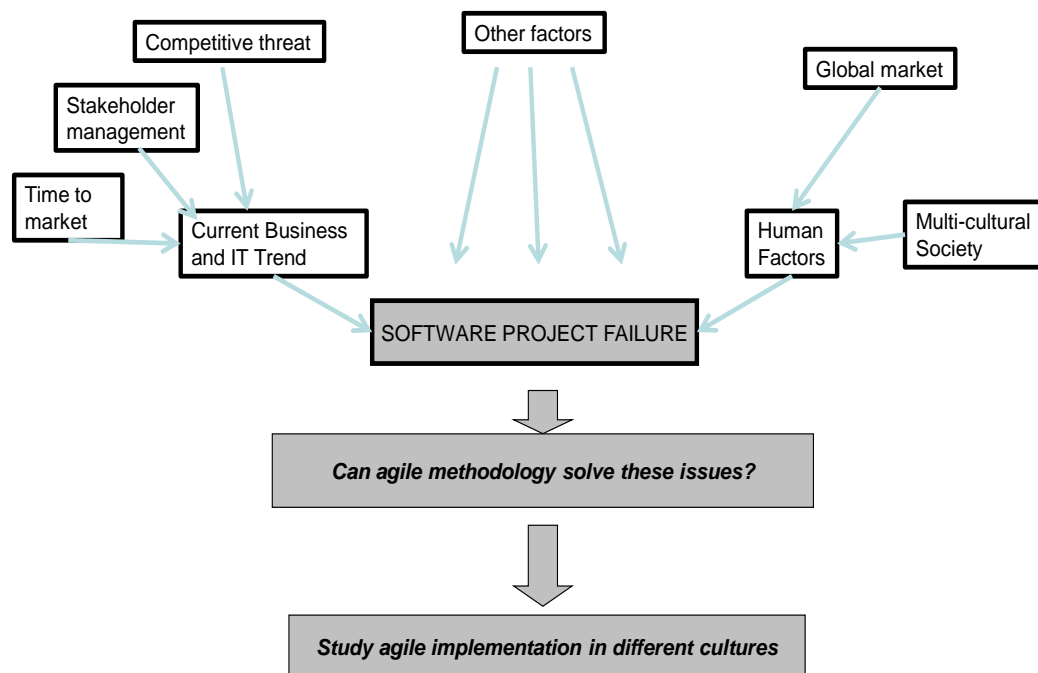 Competitive threat
Other factors
Global market
Stakeholder
management
Time to
market
Current Business
and IT Trend
Human
Factors
Multi-cultural
Society
SOFTWARE PROJECT FAILURE
Can agile methodology solve these issues?
Study agile implementation in different cultures